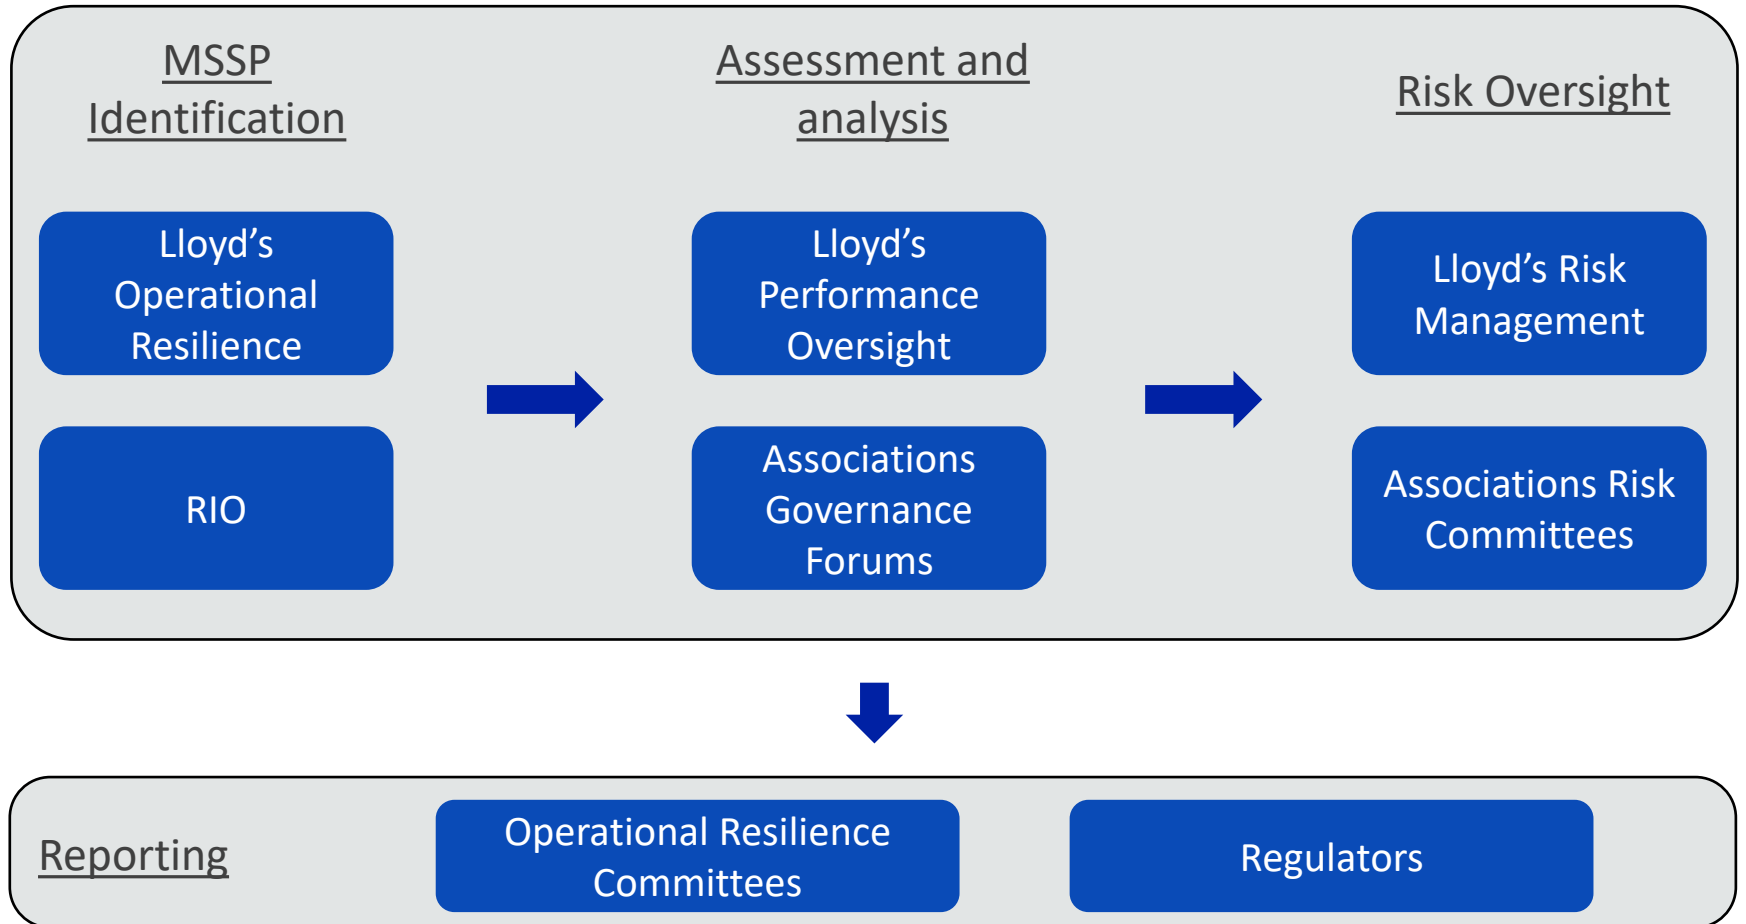 MSSP
Identification
Assessment and
analysis
Risk Oversight
Lloyd’s
Operational
Resilience
Lloyd’s
Performance
Oversight
Lloyd’s Risk
Management
RIO
Associations
Governance
Forums
Associations Risk
Committees
Reporting
Operational Resilience
Committees
Regulators